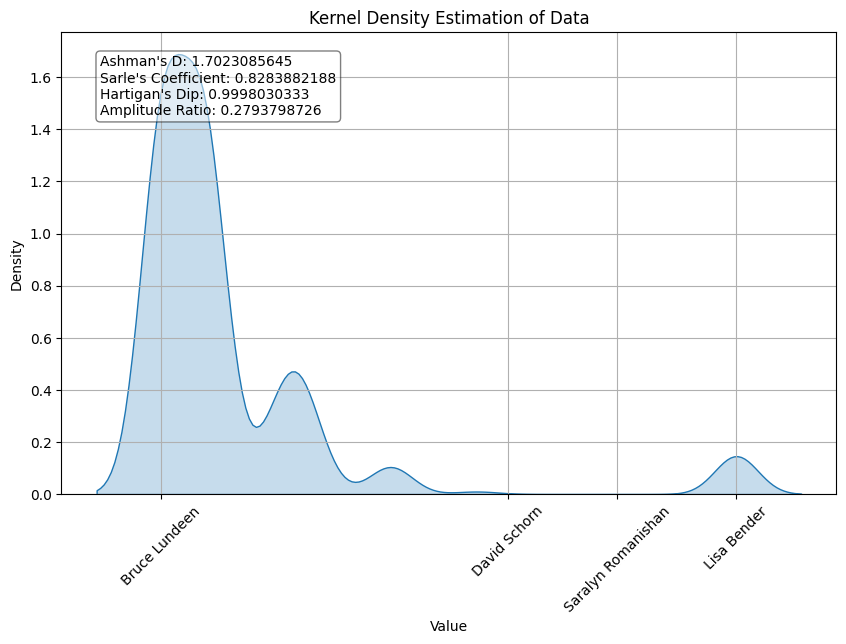 Kernel Density Estimation of Data
Ashman's D: 1.7023085645
Sarle's Coefficient: 0.8283882188
Hartigan's Dip: 0.9998030333
Amplitude Ratio: 0.2793798726
1.6
1.4
1.2
1.0
0.8
0.6
0.4
0.2
0.0
Density
Bruce Lundeen
David Schorn
Saralyn Romanishan
Lisa Bender
Value